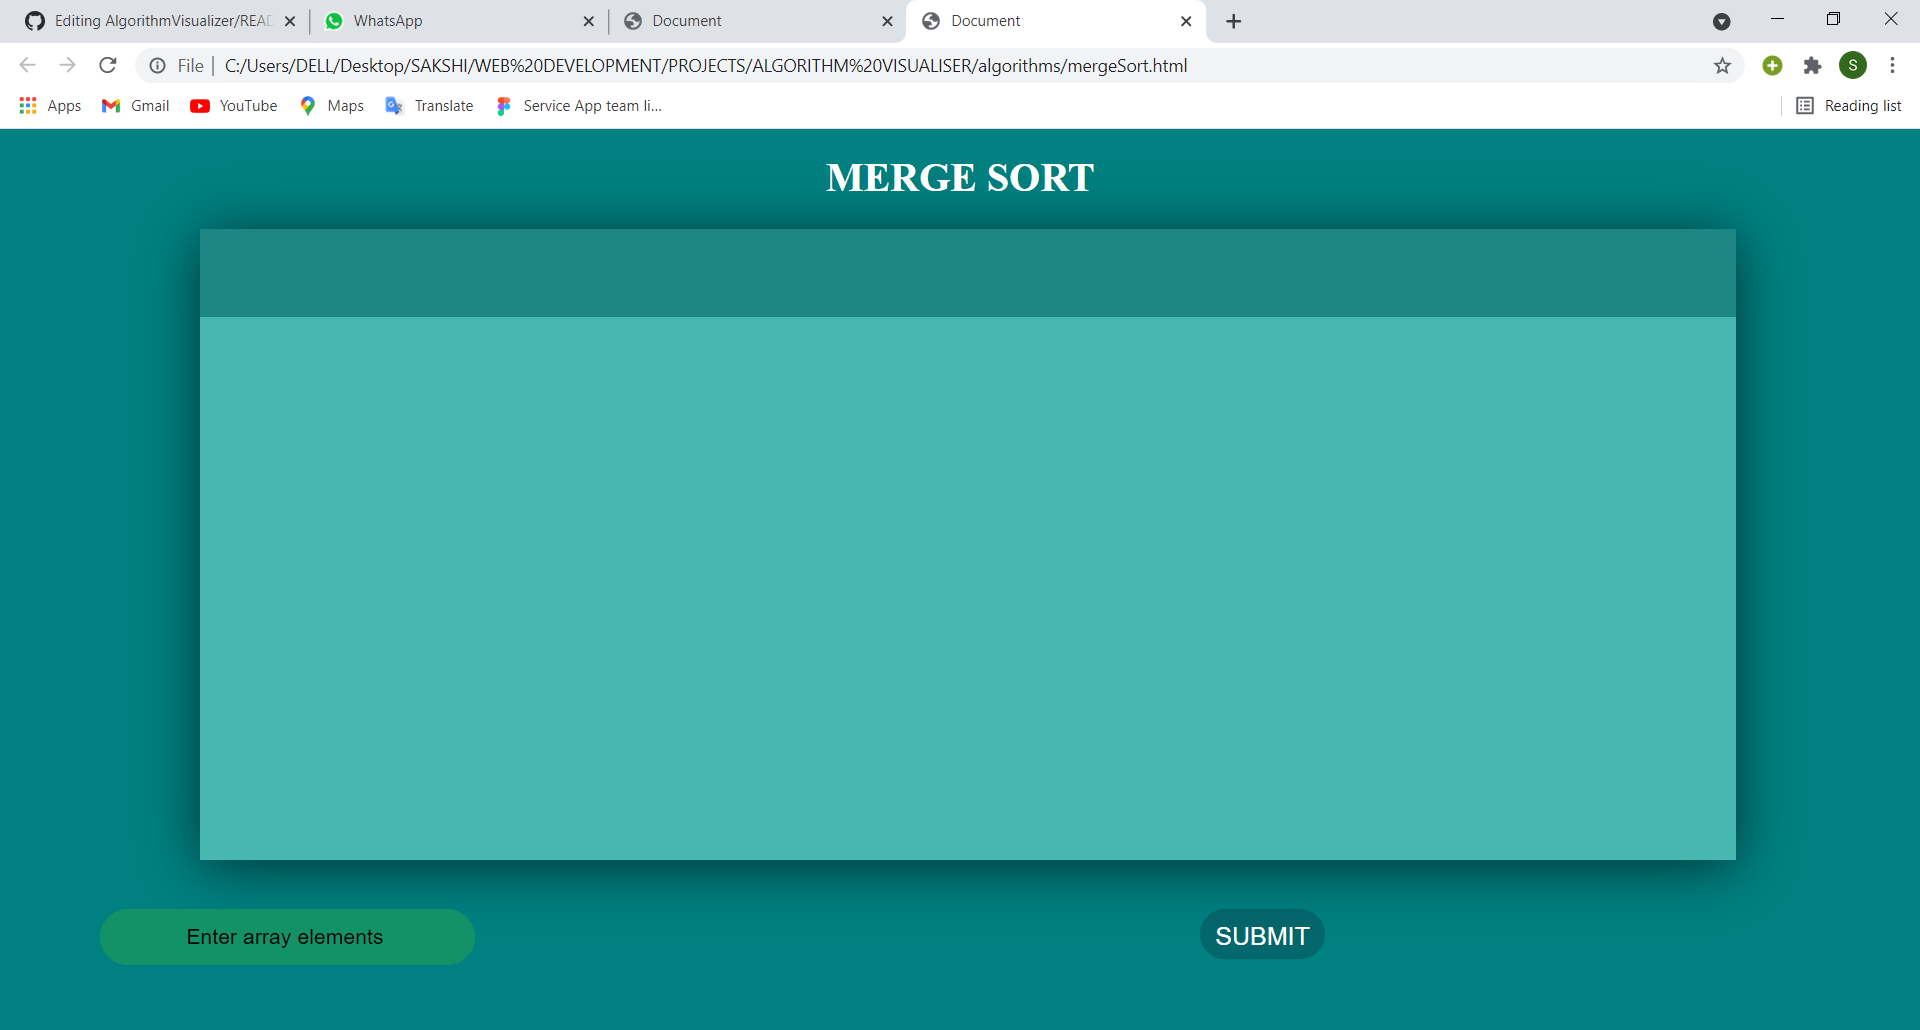 Editing AlgorithmVisualizer/READ
WhatsApp
Document
Document
File
C:/Users/DELL/Desktop/SAKSHI/WEB%20DEVELOPMENT/PROJECTS/ALGORITHM%20VISUALISER/algorithms/mergeSort.html
S
Apps
Gmail
YouTube
Maps
Translate
Service App team li...
Reading list
MERGE SORT
Enter array elements
SUBMIT